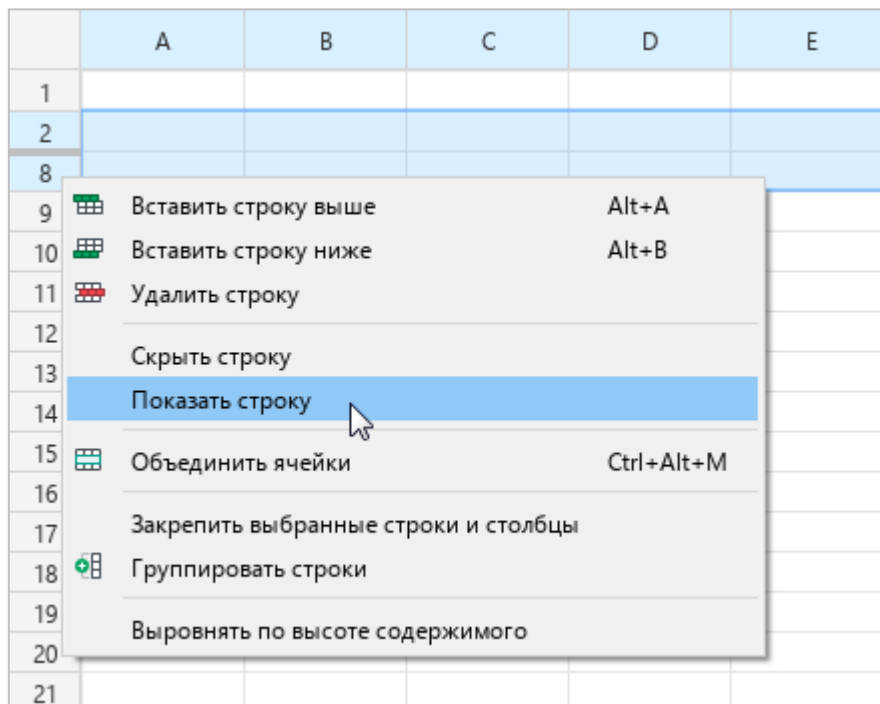 A B C D E
1
2
8
9 Вставить строку выше Alt+A
10 Вставить строку ниже Alt+B
11 Удалить строку
12
13 Скрыть строку
14 Показать строку
15 Объединить ячейки Ctrl+Alt+M
16
17 Закрепить выбранные строки и столбцы
18 Группировать строки
19
20 Выровнять по высоте содержимого
21